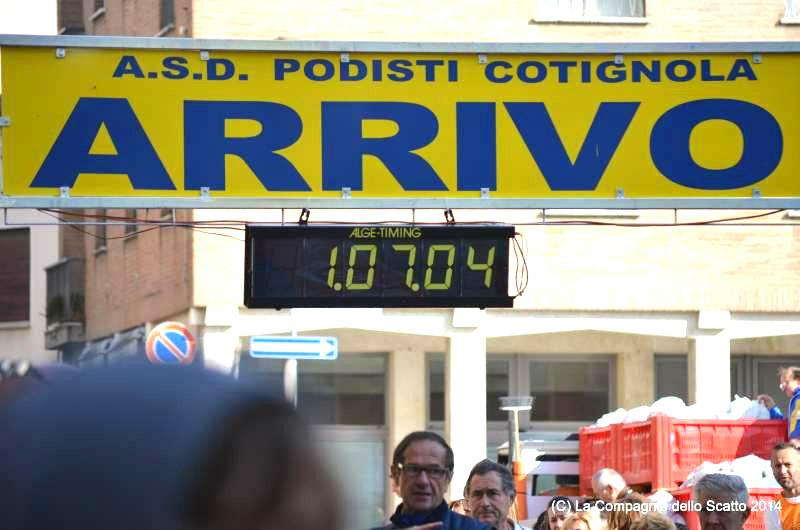 A.S.D. PODISTI COTIGNOLA
ARRIVO
ALGE-TIMING
1.07.04
(C) La Compagnia dello Scatto 2014